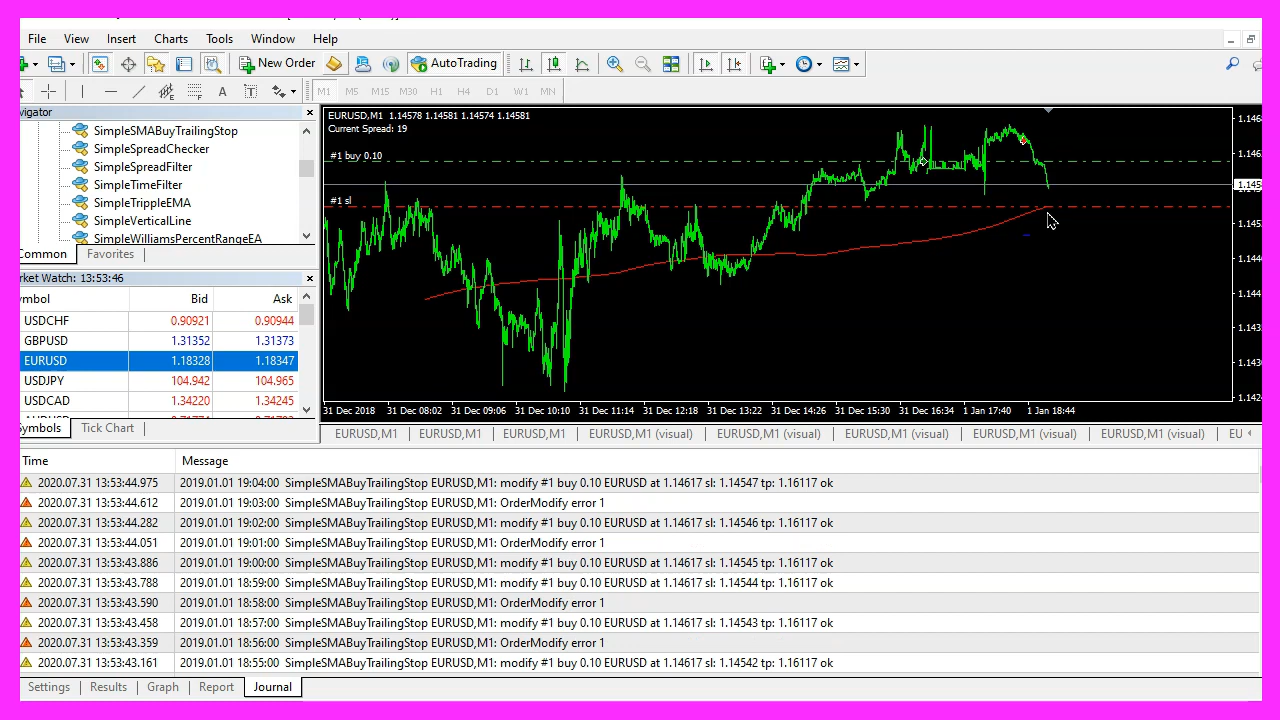 File View Insert Charts Tools Window Help
New Order AutoTrading
A T M1 M5 M15 M30 H1 H4 D1 W1 MN
vigator
SimpleSMABuyTrailingStop
SimpleSpreadChecker
SimpleSpreadFilter
SimpleTimeFilter
SimpleTrippleEMA
SimpleVerticalLine
SimpleWilliamsPercentRangeEA
Common Favorites
rket Watch: 13:53:46
mbol Bid Ask
USDCHF 0.90921 0.90944
GBPUSD 1.31352 1.31373
EURUSD 1.18328 1.18347
USDJPY 104.942 104.965
USDCAD 1.34220 1.34245
ymbols Tick Chart
EURUSD,M1 1.14578 1.14581 1.14574 1.14581
Current Spread: 19
#1 buy 0.10
#1 sl
1.146
1.146
1.145
1.145
1.144
1.143
1.143
1.142
31 Dec 2018 31 Dec 08:02 31 Dec 09:06 31 Dec 10:10 31 Dec 11:14 31 Dec 12:18 31 Dec 13:22 31 Dec 14:26 31 Dec 15:30 31 Dec 16:34 1 Jan 17:40 1 Jan 18:44
EURUSD,M1 EURUSD,M1 EURUSD,M1 EURUSD,M1 (visual) EURUSD,M1 (visual) EURUSD,M1 (visual) EURUSD,M1 (visual) EURUSD,M1 (visual) EU
Time Message
2020.07.31 13:53:44.975 2019.01.01 19:04:00 SimpleSMABuyTrailingStop EURUSD,M1: modify #1 buy 0.10 EURUSD at 1.14617 sl: 1.14547 tp: 1.16117 ok
2020.07.31 13:53:44.612 2019.01.01 19:03:00 SimpleSMABuyTrailingStop EURUSD,M1: OrderModify error 1
2020.07.31 13:53:44.282 2019.01.01 19:02:00 SimpleSMABuyTrailingStop EURUSD,M1: modify #1 buy 0.10 EURUSD at 1.14617 sl: 1.14546 tp: 1.16117 ok
2020.07.31 13:53:44.051 2019.01.01 19:01:00 SimpleSMABuyTrailingStop EURUSD,M1: OrderModify error 1
2020.07.31 13:53:43.886 2019.01.01 19:00:00 SimpleSMABuyTrailingStop EURUSD,M1: modify #1 buy 0.10 EURUSD at 1.14617 sl: 1.14545 tp: 1.16117 ok
2020.07.31 13:53:43.788 2019.01.01 18:59:00 SimpleSMABuyTrailingStop EURUSD,M1: modify #1 buy 0.10 EURUSD at 1.14617 sl: 1.14544 tp: 1.16117 ok
2020.07.31 13:53:43.590 2019.01.01 18:58:00 SimpleSMABuyTrailingStop EURUSD,M1: OrderModify error 1
2020.07.31 13:53:43.458 2019.01.01 18:57:00 SimpleSMABuyTrailingStop EURUSD,M1: modify #1 buy 0.10 EURUSD at 1.14617 sl: 1.14543 tp: 1.16117 ok
2020.07.31 13:53:43.359 2019.01.01 18:56:00 SimpleSMABuyTrailingStop EURUSD,M1: OrderModify error 1
2020.07.31 13:53:43.161 2019.01.01 18:55:00 SimpleSMABuyTrailingStop EURUSD,M1: modify #1 buy 0.10 EURUSD at 1.14617 sl: 1.14542 tp: 1.16117 ok
Settings Results Graph Report Journal